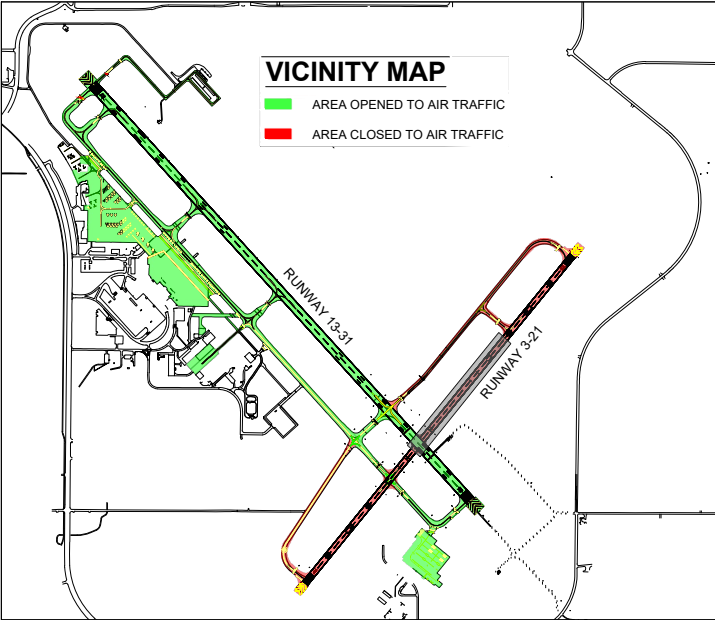 VICINITY MAP
AREA OPENED TO AIR TRAFFIC
AREA CLOSED TO AIR TRAFFIC
RUNWAY 13-31
RUNWAY 3-21